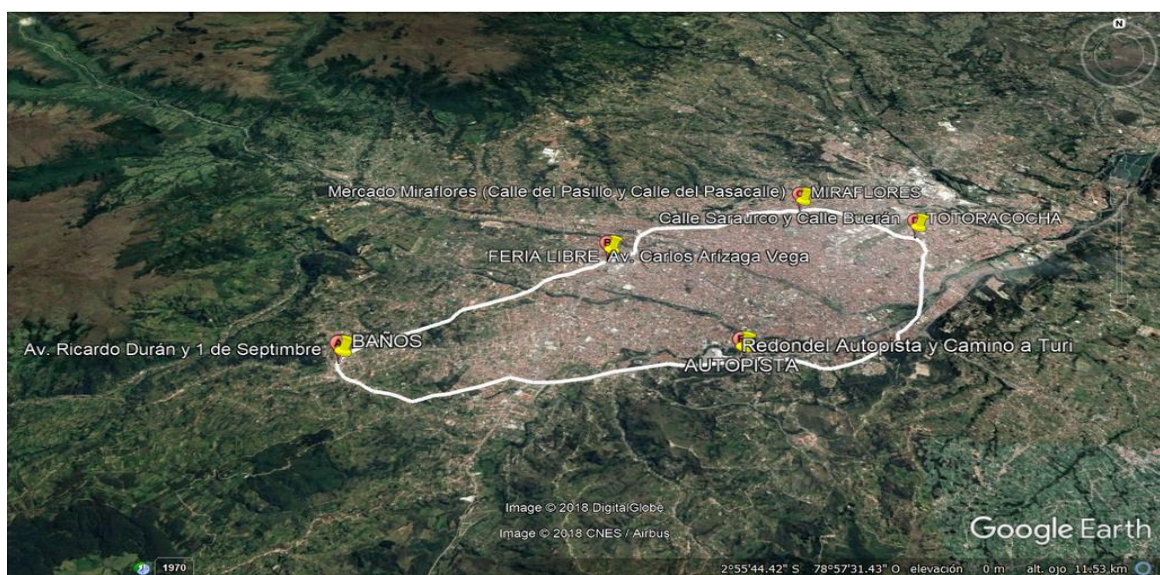 N
Mercado Miraflores (Calle del Pasillo y Calle del Pasacalle) C MIRAFLORES
Calle Saraurco y Calle Buerán TOTORACOCHA
B
FERIA LIBRE Av. Carlos Arízaga Vega
Av. Ricardo Durán y 1 de Septimbre A BAÑOS
Redondel Autopista y Camino a Turi
AUTOPISTA
Image © 2018 DigitalGlobe
Image © 2018 CNES / Airbus
Google Earth
1970
2°55'44.42" S 78°57'31.43" O elevación 0 m alt. ojo 11.53 km